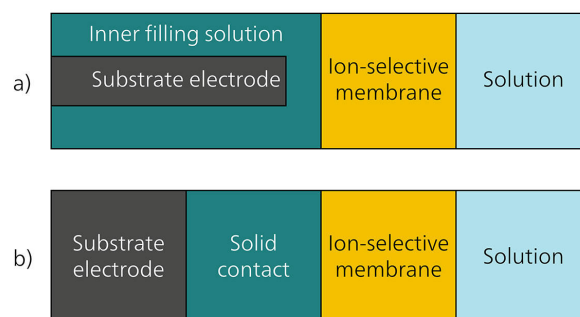 a)
Inner filling solution
Substrate electrode
Ion-selective
membrane
Solution
b)
Substrate
electrode
Solid
contact
Ion-selective
membrane
Solution